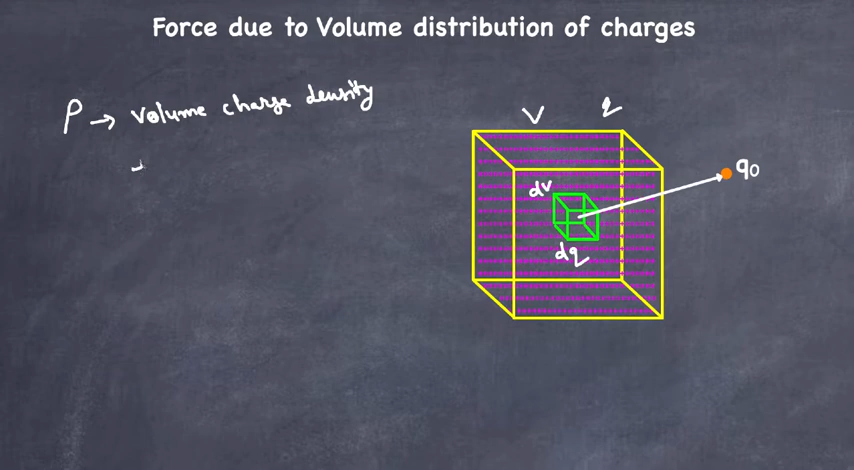 Force due to Volume distribution of charges
ρ → Volume charge density
V q
q0
dv
dq